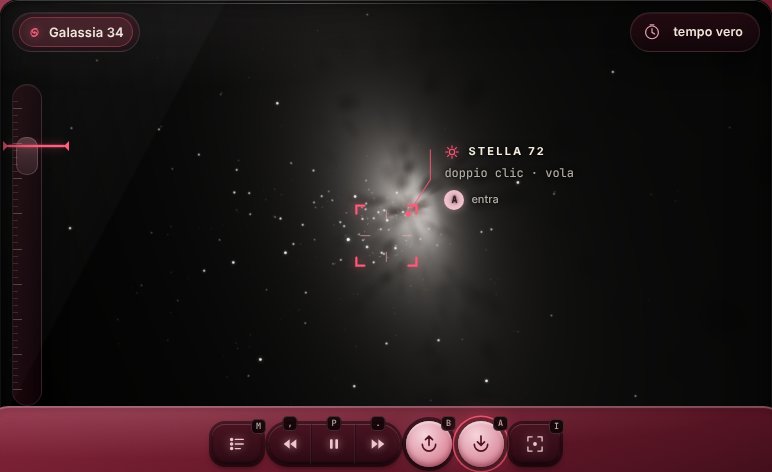 Galassia 34
tempo vero
STELLA 72
doppio clic · vola
A entra
M , P . B A I